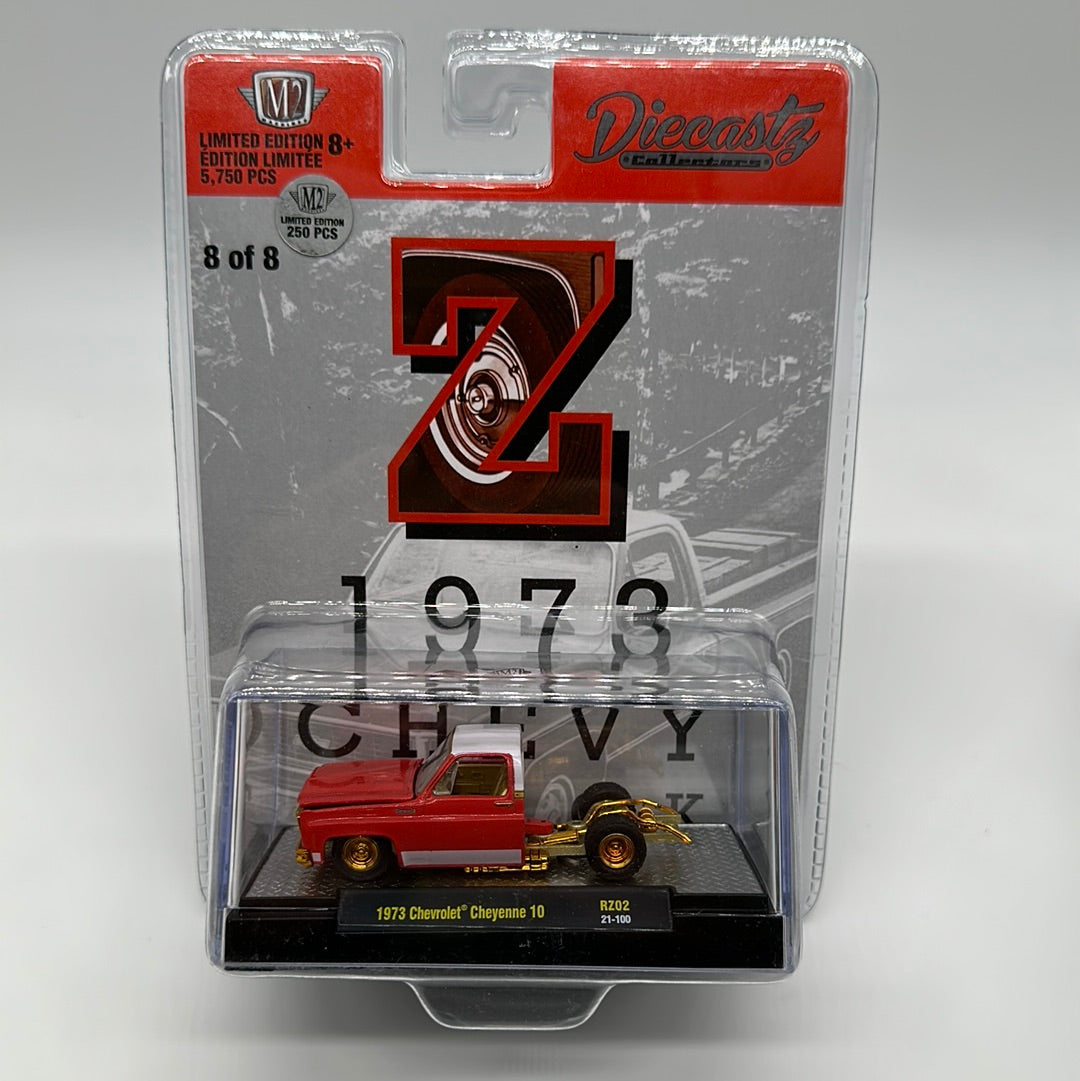 M2
MACHINES
LIMITED EDITION 8+
ÉDITION LIMITÉE
5,750 PCS
Diecastz
Collectors
M2
LIMITED EDITION
250 PCS
8 of 8
Z
1973
CHEVY
K
1973 Chevrolet® Cheyenne 10
RZ02
21-100